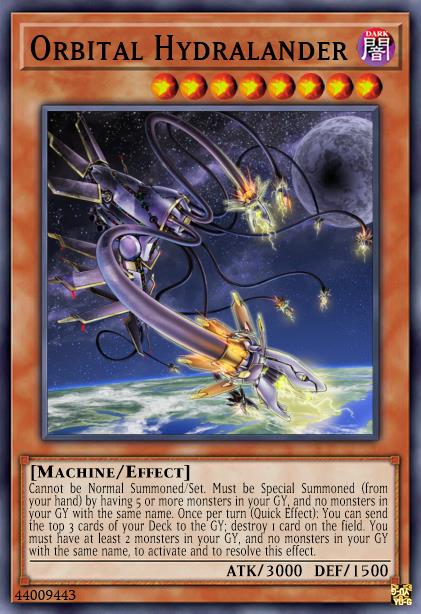 ORBITAL HYDRALANDER
DARK
闇
[MACHINE/EFFECT]
Cannot be Normal Summoned/Set. Must be Special Summoned (from
your hand) by having 5 or more monsters in your GY, and no monsters in
your GY with the same name. Once per turn (Quick Effect): You can send
the top 3 cards of your Deck to the GY; destroy 1 card on the field. You
must have at least 2 monsters in your GY, and no monsters in your GY
with the same name, to activate and to resolve this effect.
ATK/3000 DEF/1500
44009443